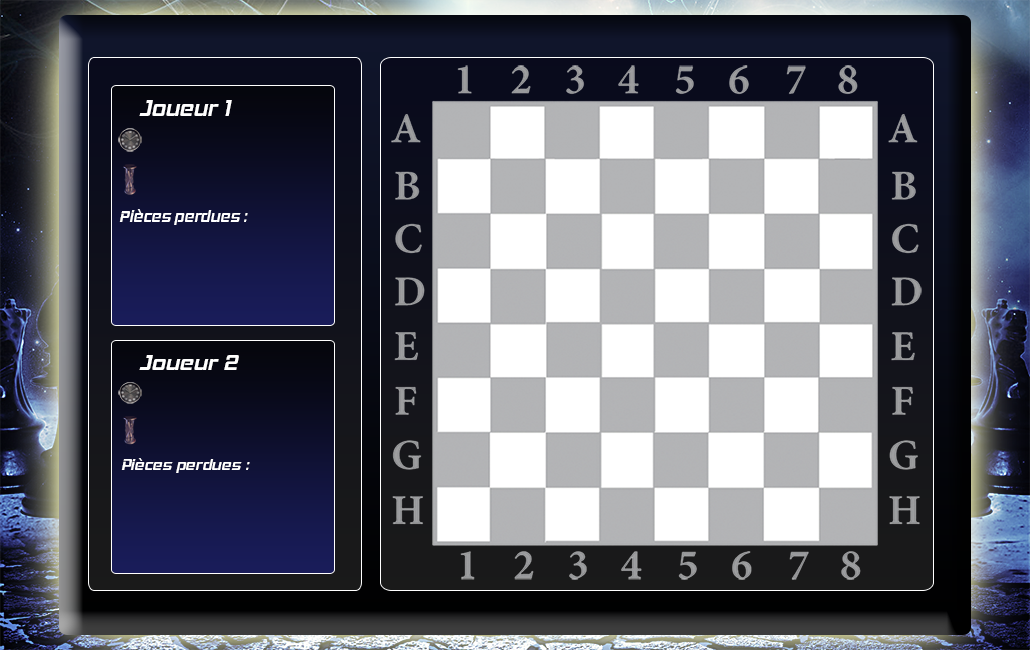 Joueur 1
Pièces perdues :
Joueur 2
Pièces perdues :
1 2 3 4 5 6 7 8
A A
B B
C C
D D
E E
F F
G G
H H
1 2 3 4 5 6 7 8